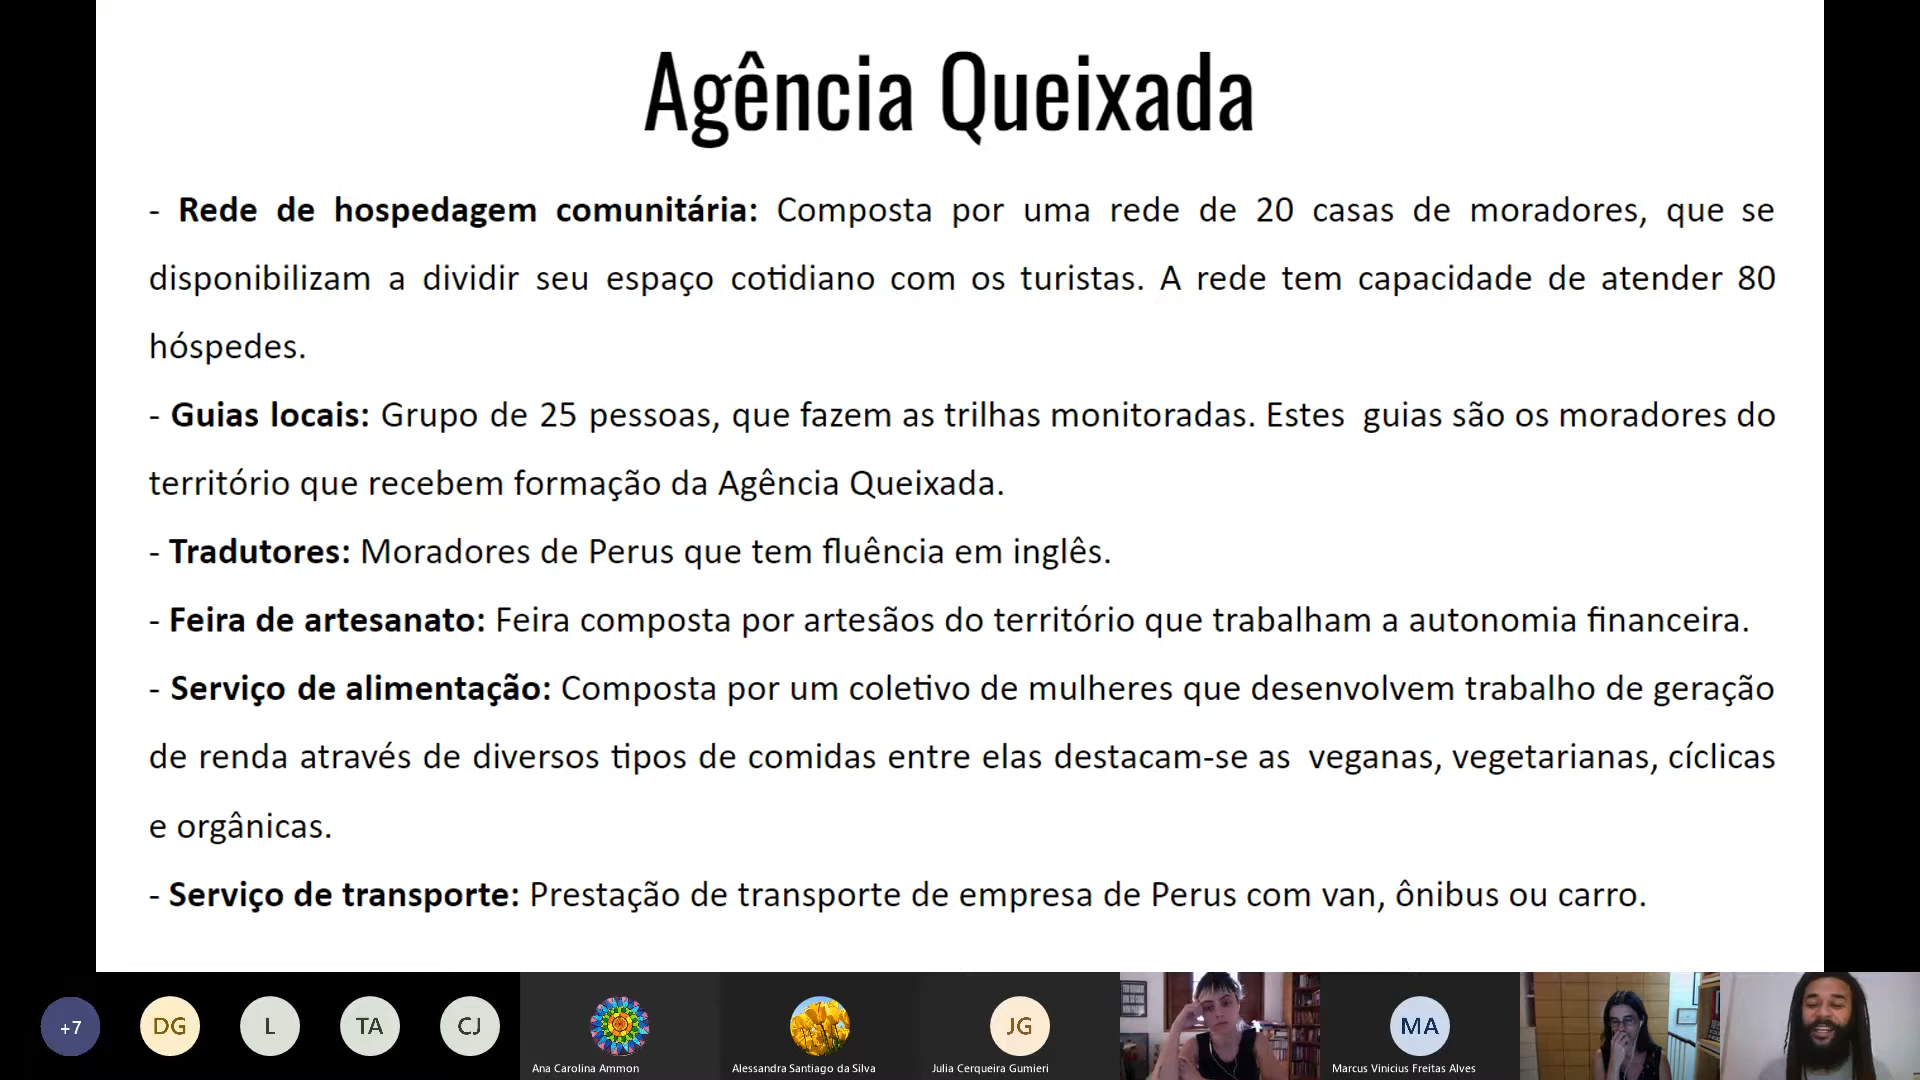 Agência Queixada
- Rede de hospedagem comunitária: Composta por uma rede de 20 casas de moradores, que se
disponibilizam a dividir seu espaço cotidiano com os turistas. A rede tem capacidade de atender 80
hóspedes.
- Guias locais: Grupo de 25 pessoas, que fazem as trilhas monitoradas. Estes  guias são os moradores do
território que recebem formação da Agência Queixada.
- Tradutores: Moradores de Perus que tem fluência em inglês.
- Feira de artesanato: Feira composta por artesãos do território que trabalham a autonomia financeira.
- Serviço de alimentação: Composta por um coletivo de mulheres que desenvolvem trabalho de geração
de renda através de diversos tipos de comidas entre elas destacam-se as  veganas, vegetarianas, cíclicas
e orgânicas.
- Serviço de transporte: Prestação de transporte de empresa de Perus com van, ônibus ou carro.
+7
DG
L
TA
CJ
JG
MA
Ana Carolina Ammon
Alessandra Santiago da Silva
Julia Cerqueira Gumieri
Marcus Vinicius Freitas Alves